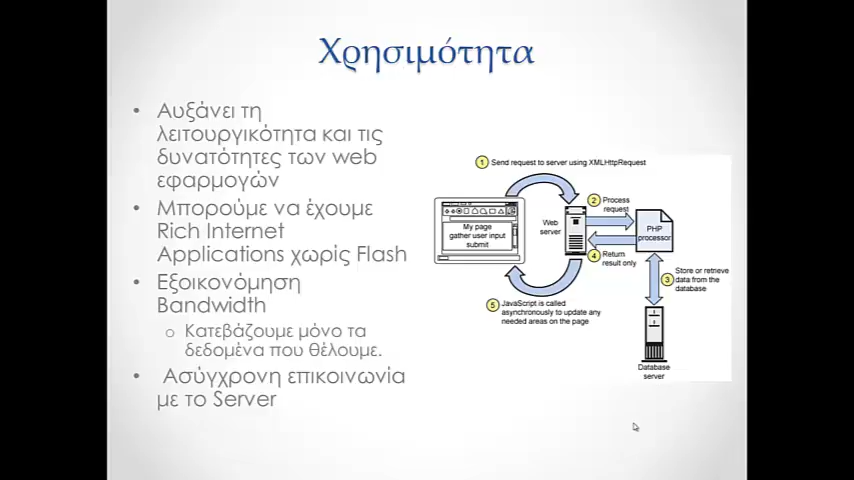 Χρησιμότητα
• Αυξάνει τη
λειτουργικότητα και τις
δυνατότητες των web
εφαρμογών
• Μπορούμε να έχουμε
Rich Internet
Applications χωρίς Flash
• Εξοικονόμηση
Bandwidth
o Κατεβάζουμε μόνο τα
δεδομένα που θέλουμε.
• Ασύγχρονη επικοινωνία
με το Server
1 Send request to server using XMLHttpRequest
2 Process
request
My page
gather user input
submit
Web
server
PHP
processor
4 Return
result only
3 Store or retrieve
data from the
database
5 JavaScript is called
asynchronously to update any
needed areas on the page
Database
server